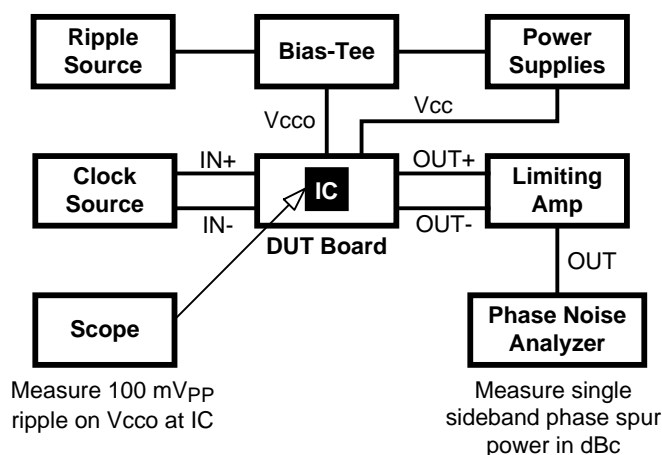 Ripple
Source
Bias-Tee
Power
Supplies
Vcco
Vcc
Clock
Source
IN+
IN-
IC
DUT Board
OUT+
OUT-
Limiting
Amp
OUT
Scope
Phase Noise
Analyzer
Measure 100 mVPP
ripple on Vcco at IC
Measure single
sideband phase spur
power in dBc